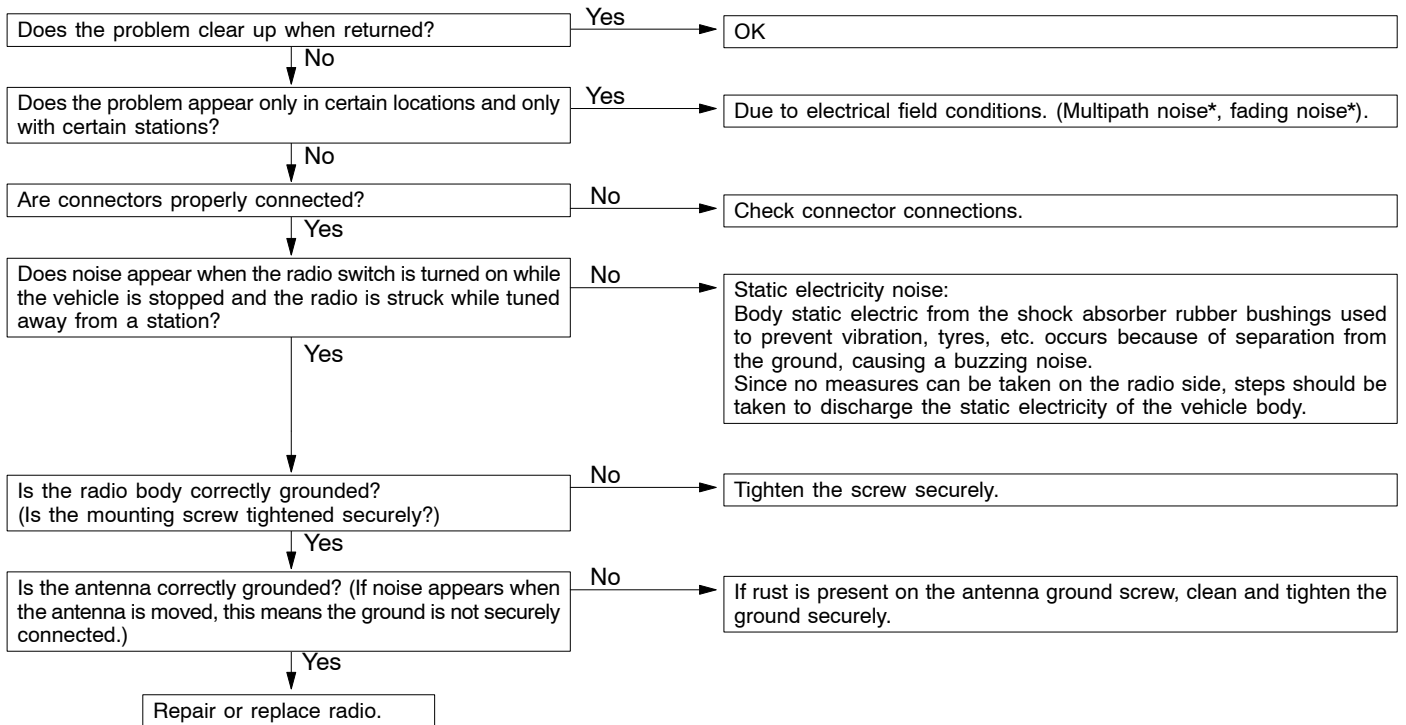 Does the problem clear up when returned?
Yes
OK
No
Does the problem appear only in certain locations and only
with certain stations?
Yes
Due to electrical field conditions. (Multipath noise*, fading noise*).
No
Are connectors properly connected?
No
Check connector connections.
Yes
Does noise appear when the radio switch is turned on while
the vehicle is stopped and the radio is struck while tuned
away from a station?
No
Static electricity noise:
Body static electric from the shock absorber rubber bushings used
to prevent vibration, tyres, etc. occurs because of separation from
the ground, causing a buzzing noise.
Since no measures can be taken on the radio side, steps should be
taken to discharge the static electricity of the vehicle body.
Yes
Is the radio body correctly grounded?
(Is the mounting screw tightened securely?)
No
Tighten the screw securely.
Yes
Is the antenna correctly grounded? (If noise appears when
the antenna is moved, this means the ground is not securely
connected.)
No
If rust is present on the antenna ground screw, clean and tighten the
ground securely.
Yes
Repair or replace radio.